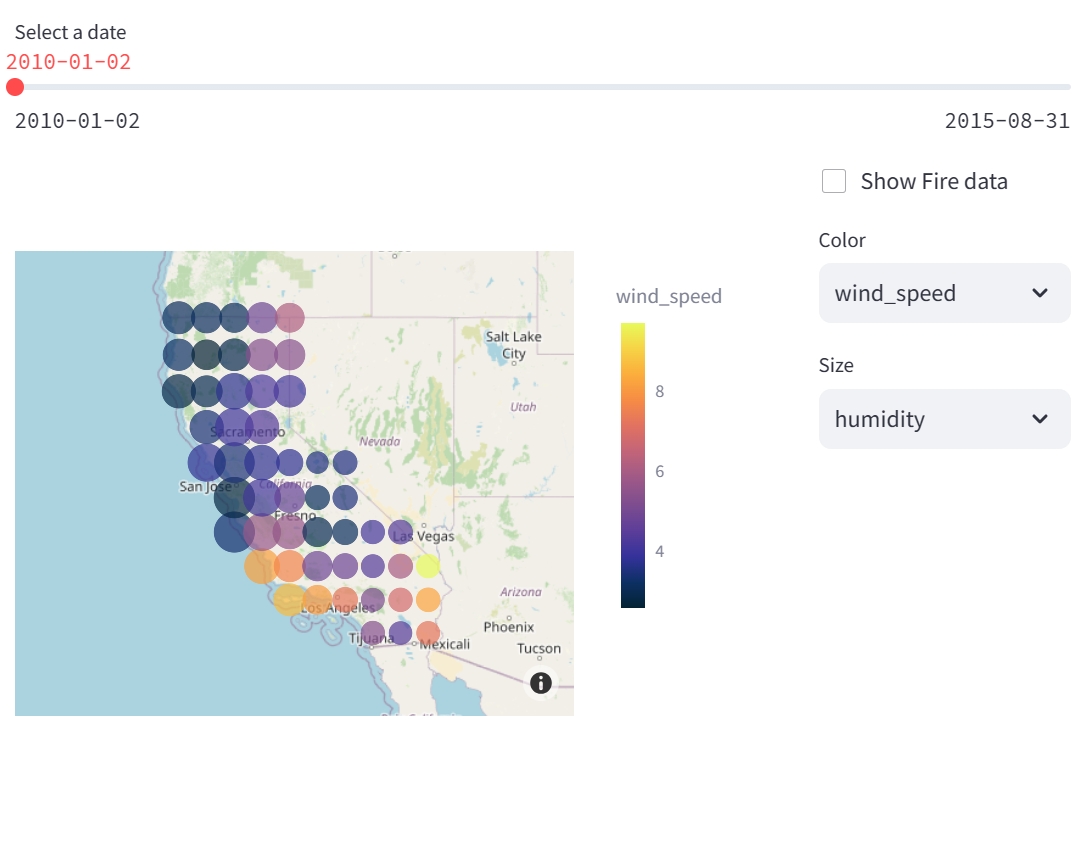 Select a date
2010-01-02
2010-01-02
2015-08-31
Show Fire data
Color
wind_speed
Size
humidity
wind_speed
8
6
4
Salt Lake
City
Utah
Nevada
Sacramento
San Jose
California
Fresno
Las Vegas
Arizona
Los Angeles
Phoenix
Tijuana
Mexicali
Tucson